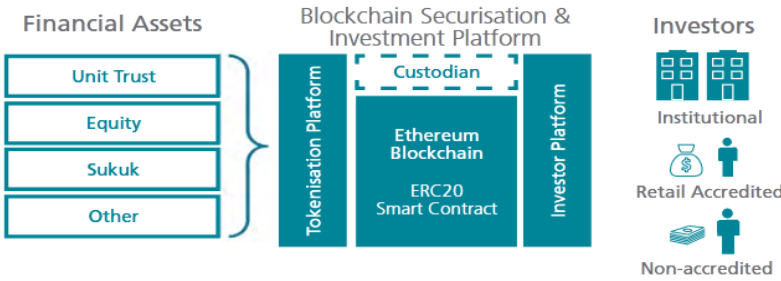 Financial Assets
Unit Trust
Equity
Sukuk
Other
Blockchain Securisation &
Investment Platform
Tokenisation Platform
Custodian
Ethereum
Blockchain
ERC20
Smart Contract
Investor Platform
Investors
Institutional
$
Retail Accredited
Non-accredited